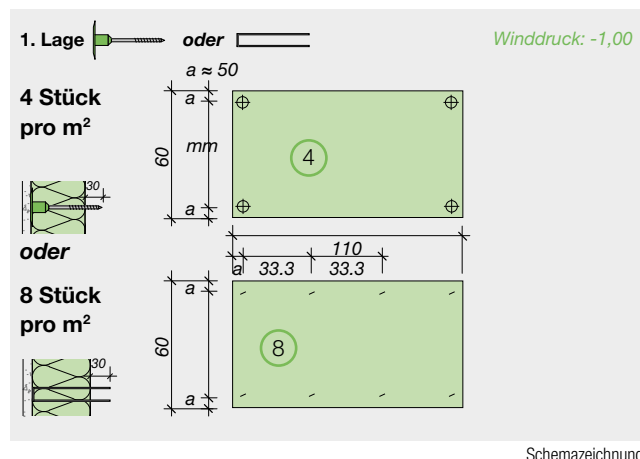 1. Lage oder Winddruck: -1,00
a ≈ 50
4 Stück
pro m²
a
mm
60
a
4
30
oder
110
a 33.3 33.3
8 Stück
pro m²
a
60
a
8
30
Schemazeichnung